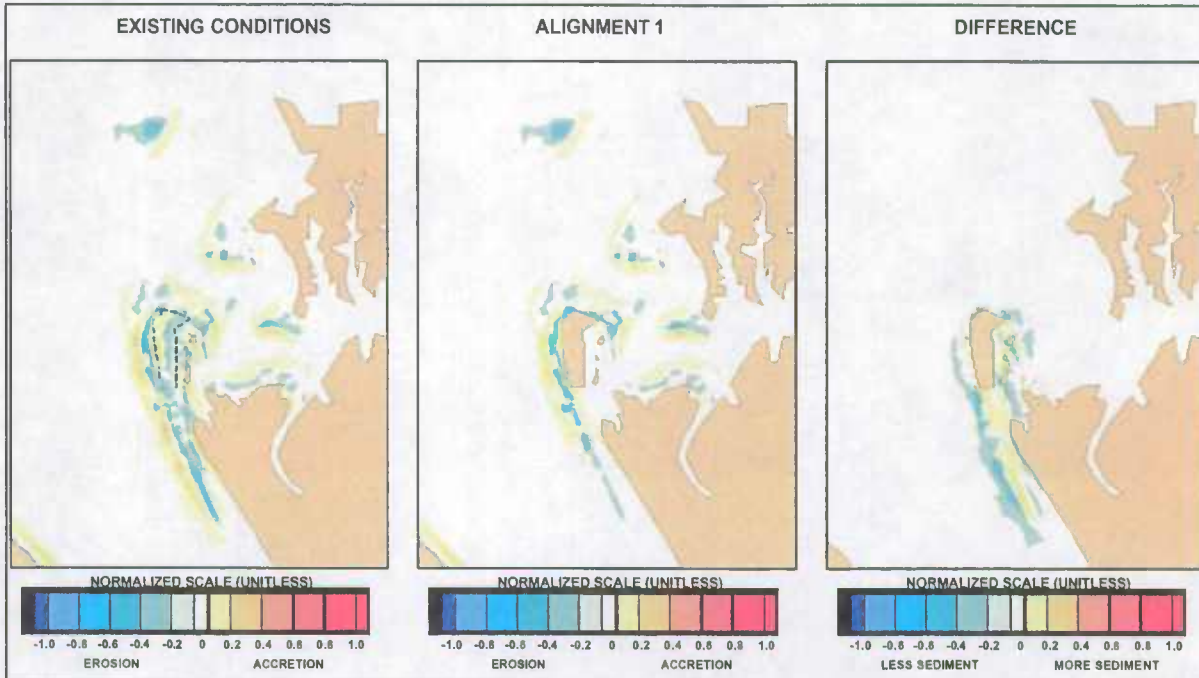 EXISTING CONDITIONS
ALIGNMENT 1
DIFFERENCE
NORMALIZED SCALE (UNITLESS)
-1.0 -0.8 -0.6 -0.4 -0.2 0 0.2 0.4 0.6 0.8 1.0
EROSION ACCRETION
NORMALIZED SCALE (UNITLESS)
-1.0 -0.8 -0.6 -0.4 -0.2 0 0.2 0.4 0.6 0.8 1.0
EROSION ACCRETION
NORMALIZED SCALE (UNITLESS)
-1.0 -0.8 -0.6 -0.4 -0.2 0 0.2 0.4 0.6 0.8 1.0
LESS SEDIMENT MORE SEDIMENT